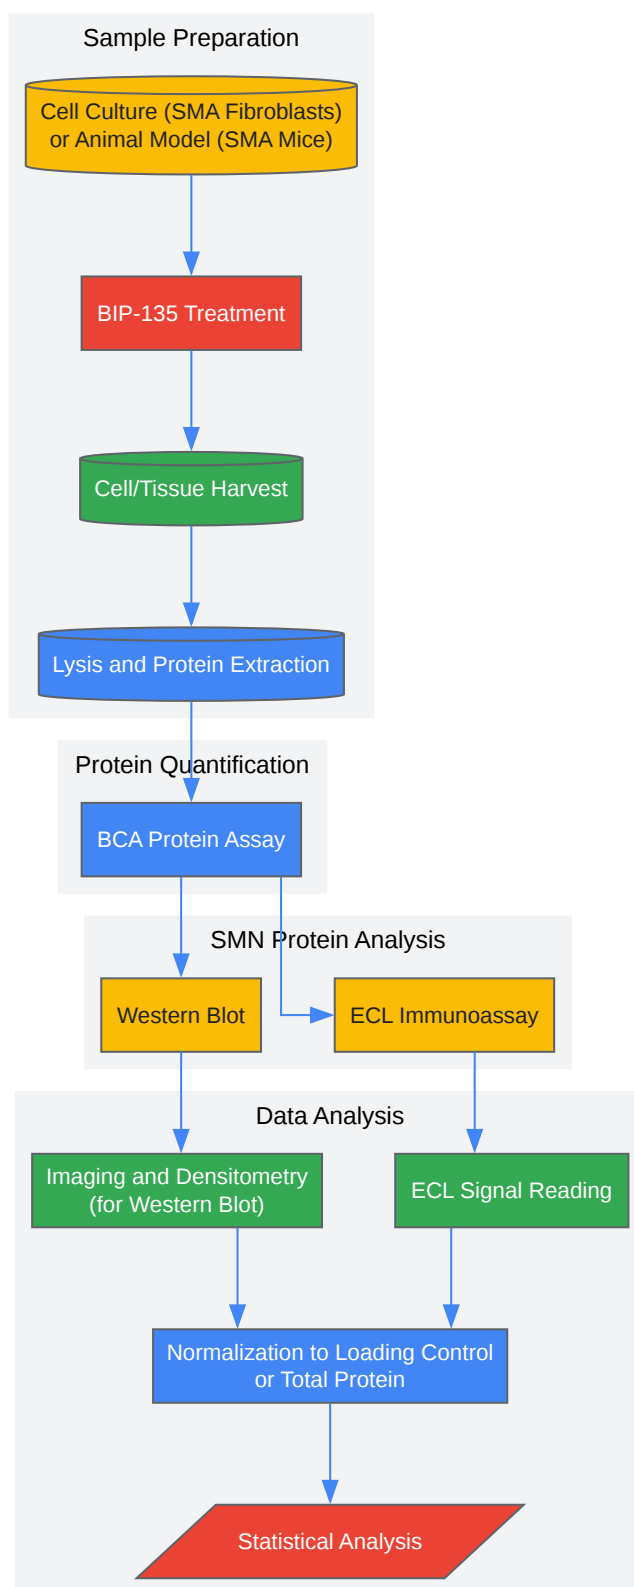 Sample Preparation
Cell Culture (SMA Fibroblasts)
or Animal Model (SMA Mice)
BIP-135 Treatment
Cell/Tissue Harvest
Lysis and Protein Extraction
Protein Quantification
BCA Protein Assay
SMN Protein Analysis
Western Blot
ECL Immunoassay
Data Analysis
Imaging and Densitometry
(for Western Blot)
ECL Signal Reading
Normalization to Loading Control
or Total Protein
Statistical Analysis